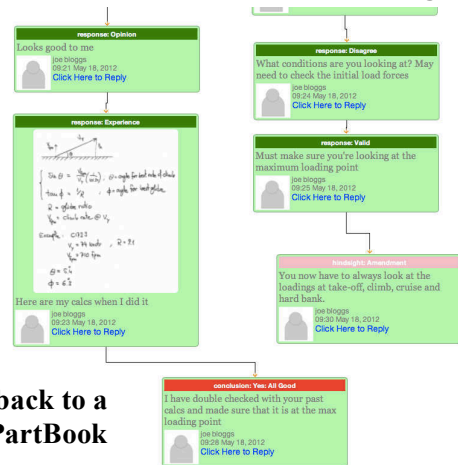 response: Opinion
Looks good to me
joe bloggs
09:21 May 18, 2012
Click Here to Reply
response: Experience
Example: C172
Here are my calcs when I did it
joe bloggs
09:23 May 18, 2012
Click Here to Reply
response: Disagree
What conditions are you looking at? May
need to check the initial load forces
joe bloggs
09:24 May 18, 2012
Click Here to Reply
response: Valid
Must make sure you're looking at the
maximum loading point
joe bloggs
09:25 May 18, 2012
Click Here to Reply
hindsight: Amendment
You now have to always look at the
loadings at take-off, climb, cruise and
hard bank.
joe bloggs
09:30 May 18, 2012
Click Here to Reply
conclusion: Yes: All Good
I have double checked with your past
calcs and made sure that it is at the max
loading point
joe bloggs
09:28 May 18, 2012
Click Here to Reply
back to a
PartBook